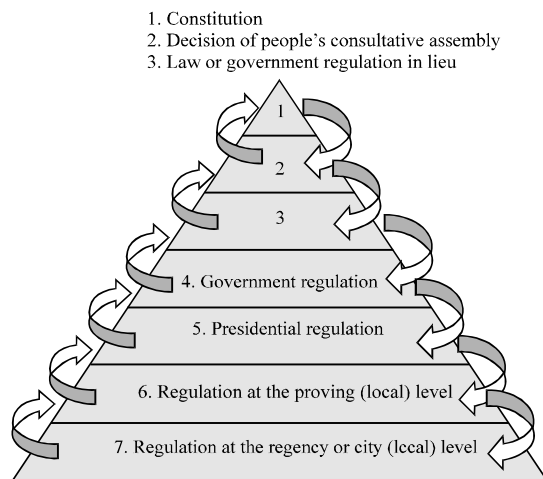 1. Constitution
2. Decision of people's consultative assembly
3. Law or government regulation in lieu
1
2
3
4. Government regulation
5. Presidential regulation
6. Regulation at the proving (local) level
7. Regulation at the regency or city (lccal) level